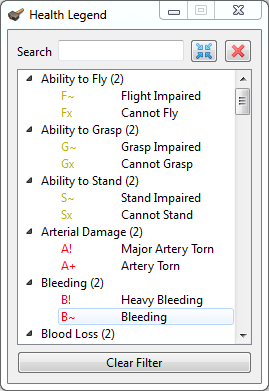 Health Legend
Search
Ability to Fly (2)
F~ Flight Impaired
Fx Cannot Fly
Ability to Grasp (2)
G~ Grasp Impaired
Gx Cannot Grasp
Ability to Stand (2)
S~ Stand Impaired
Sx Cannot Stand
Arterial Damage (2)
A! Major Artery Torn
A+ Artery Torn
Bleeding (2)
B! Heavy Bleeding
B~ Bleeding
Blood Loss (2)
Clear Filter